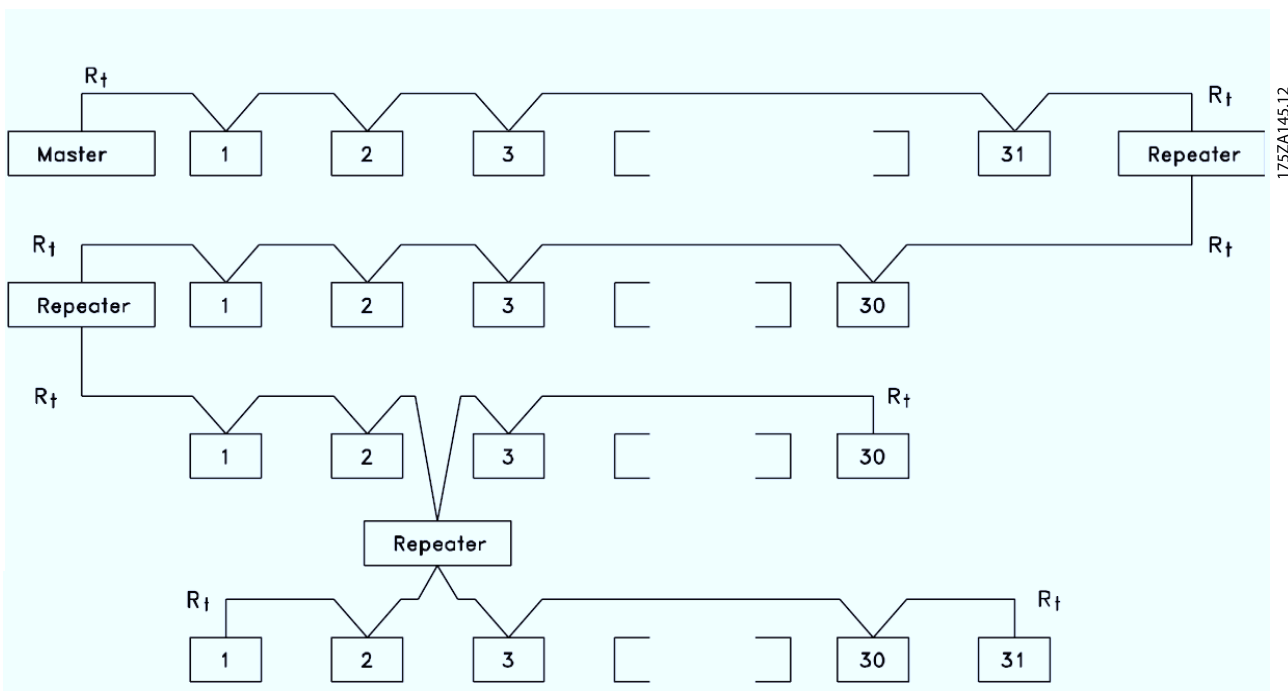 Rt Rt
Master 1 2 3 31 Repeater
Rt Rt
Repeater 1 2 3 30
Rt Rt
1 2 3 30
Repeater
Rt Rt
1 2 3 30 31
175ZA145.12